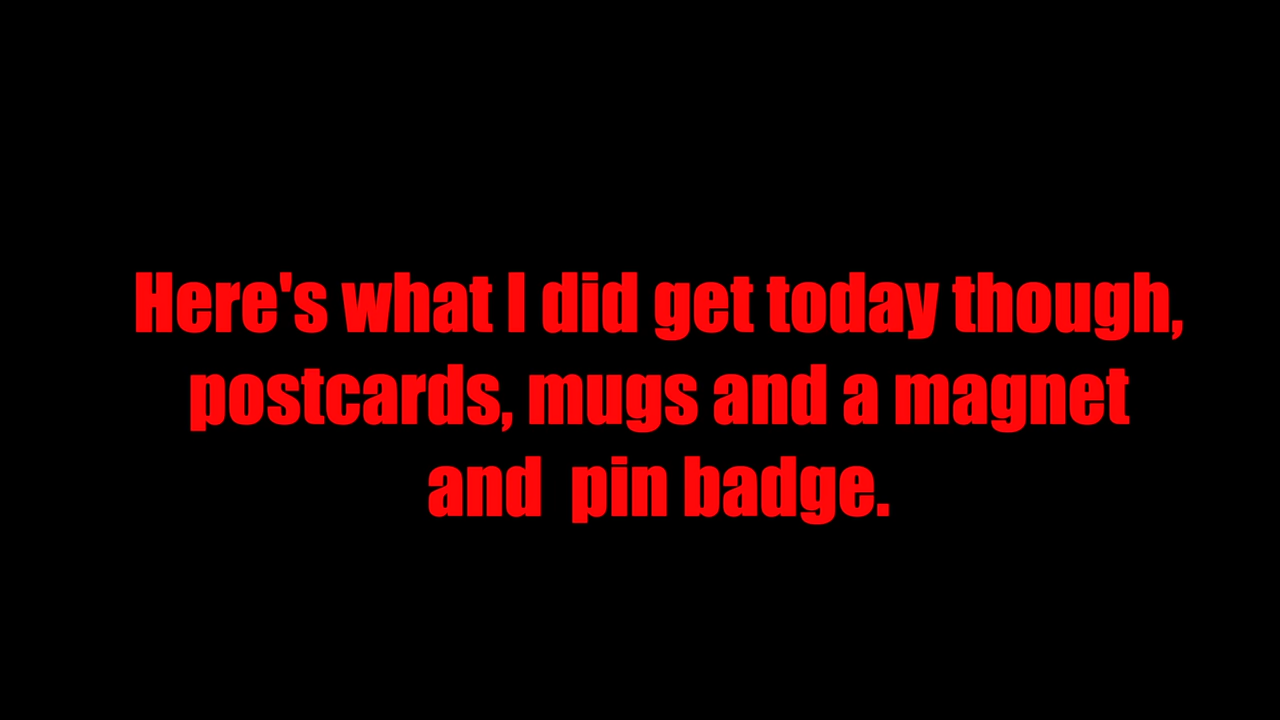 Here's what I did get today though,
postcards, mugs and a magnet
and  pin badge.